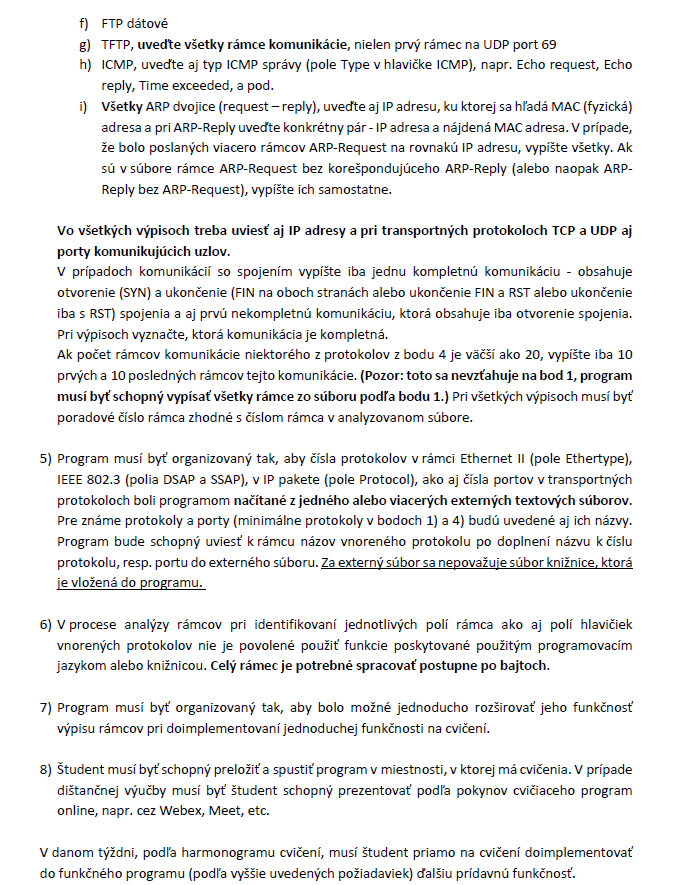 f) FTP dátové
g) TFTP, uveďte všetky rámce komunikácie, nielen prvý rámec na UDP port 69
h) ICMP, uveďte aj typ ICMP správy (pole Type v hlavičke ICMP), napr. Echo request, Echo
reply, Time exceeded, a pod.
i) Všetky ARP dvojice (request – reply), uveďte aj IP adresu, ku ktorej sa hľadá MAC (fyzická)
adresa a pri ARP-Reply uveďte konkrétny pár - IP adresa a nájdená MAC adresa. V prípade,
že bolo poslaných viacero rámcov ARP-Request na rovnakú IP adresu, vypíšte všetky. Ak
sú v súbore rámce ARP-Request bez korešpondujúceho ARP-Reply (alebo naopak ARP-
Reply bez ARP-Request), vypíšte ich samostatne.
Vo všetkých výpisoch treba uviesť aj IP adresy a pri transportných protokoloch TCP a UDP aj
porty komunikujúcich uzlov.
V prípadoch komunikácií so spojením vypíšte iba jednu kompletnú komunikáciu - obsahuje
otvorenie (SYN) a ukončenie (FIN na oboch stranách alebo ukončenie FIN a RST alebo ukončenie
iba s RST) spojenia a aj prvú nekompletnú komunikáciu, ktorá obsahuje iba otvorenie spojenia.
Pri výpisoch vyznačte, ktorá komunikácia je kompletná.
Ak počet rámcov komunikácie niektorého z protokolov z bodu 4 je väčší ako 20, vypíšte iba 10
prvých a 10 posledných rámcov tejto komunikácie. (Pozor: toto sa nevzťahuje na bod 1, program
musí byť schopný vypísať všetky rámce zo súboru podľa bodu 1.) Pri všetkých výpisoch musí byť
poradové číslo rámca zhodné s číslom rámca v analyzovanom súbore.
5) Program musí byť organizovaný tak, aby čísla protokolov v rámci Ethernet II (pole Ethertype),
IEEE 802.3 (polia DSAP a SSAP), v IP pakete (pole Protocol), ako aj čísla portov v transportných
protokoloch boli programom načítané z jedného alebo viacerých externých textových súborov.
Pre známe protokoly a porty (minimálne protokoly v bodoch 1) a 4) budú uvedené aj ich názvy.
Program bude schopný uviesť k rámcu názov vnoreného protokolu po doplnení názvu k číslu
protokolu, resp. portu do externého súboru. Za externý súbor sa nepovažuje súbor knižnice, ktorá
je vložená do programu.
6) V procese analýzy rámcov pri identifikovaní jednotlivých polí rámca ako aj polí hlavičiek
vnorených protokolov nie je povolené použiť funkcie poskytované použitým programovacím
jazykom alebo knižnicou. Celý rámec je potrebné spracovať postupne po bajtoch.
7) Program musí byť organizovaný tak, aby bolo možné jednoducho rozširovať jeho funkčnosť
výpisu rámcov pri doimplementovaní jednoduchej funkčnosti na cvičení.
8) Študent musí byť schopný preložiť a spustiť program v miestnosti, v ktorej má cvičenia. V prípade
dištančnej výučby musí byť študent schopný prezentovať podľa pokynov cvičiaceho program
online, napr. cez Webex, Meet, etc.
V danom týždni, podľa harmonogramu cvičení, musí študent priamo na cvičení doimplementovať
do funkčného programu (podľa vyššie uvedených požiadaviek) ďalšiu prídavnú funkčnosť.